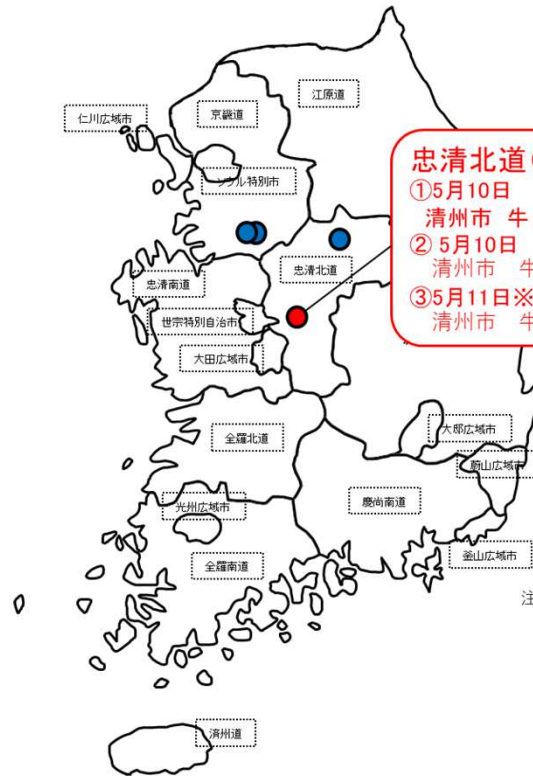 江原道
京畿道
仁川広域市
ソウル特別市
忠清北道(
①5月10日
清州市 牛
② 5月10日
清州市 牛
③5月11日※
清州市 牛
忠清北道
忠清南道
世宗特別自治市
大田広域市
全羅北道
大邱広域市
蔚山広域市
慶尚南道
光州広域市
釜山広域市
全羅南道
注
済州道